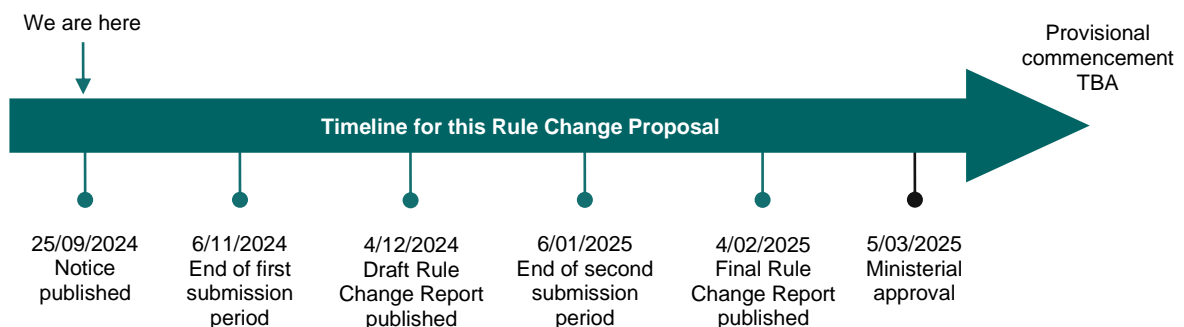 We are here
Provisional
commencement
TBA
Timeline for this Rule Change Proposal
25/09/2024
Notice
published
6/11/2024
End of first
submission
period
4/12/2024
Draft Rule
Change Report
published
6/01/2025
End of second
submission
period
4/02/2025
Final Rule
Change Report
published
5/03/2025
Ministerial
approval